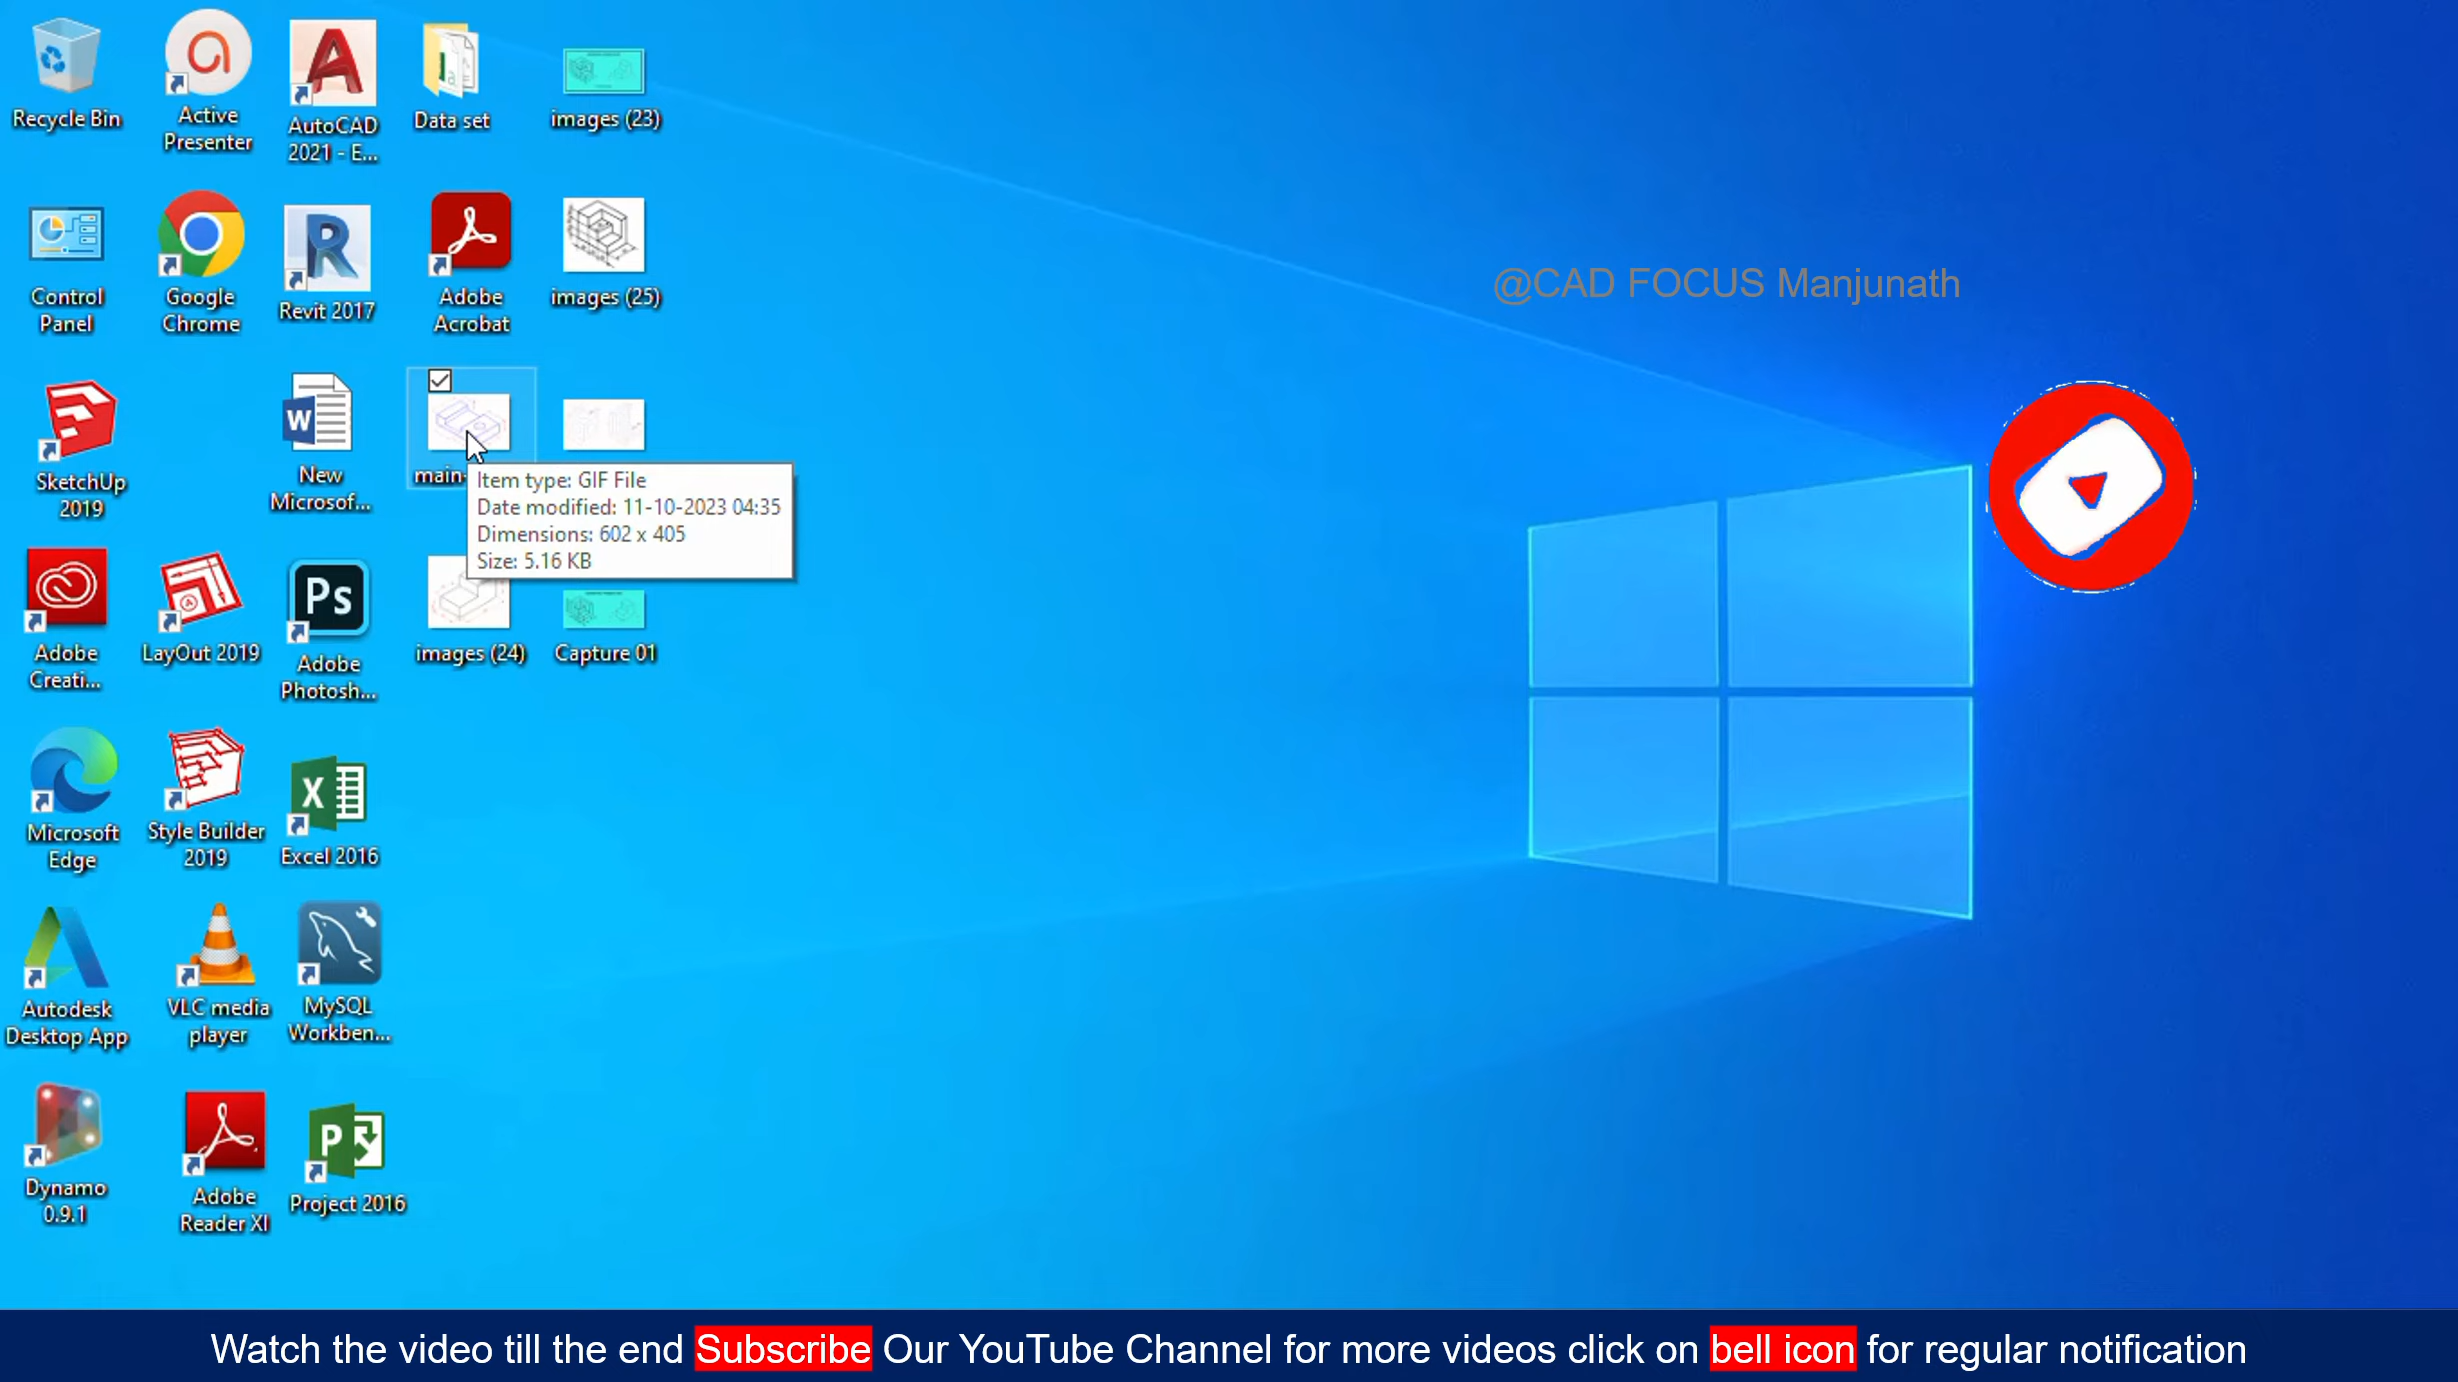 Recycle Bin
Active
Presenter
AutoCAD
2021 - E...
Data set
images (23)
Control
Panel
Google
Chrome
Revit 2017
Adobe
Acrobat
images (25)
@CAD FOCUS Manjunath
SketchUp
2019
New
Microsof...
main-
Item type: GIF File
Date modified: 11-10-2023 04:35
Dimensions: 602 x 405
Size: 5.16 KB
Adobe
Creati...
LayOut 2019
Ps
Adobe
Photosh...
images (24)
Capture 01
Microsoft
Edge
Style Builder
2019
Excel 2016
Autodesk
Desktop App
VLC media
player
MySQL
Workben...
Dynamo
0.9.1
Adobe
Reader XI
Project 2016
Watch the video till the end Subscribe Our YouTube Channel for more videos click on bell icon for regular notification